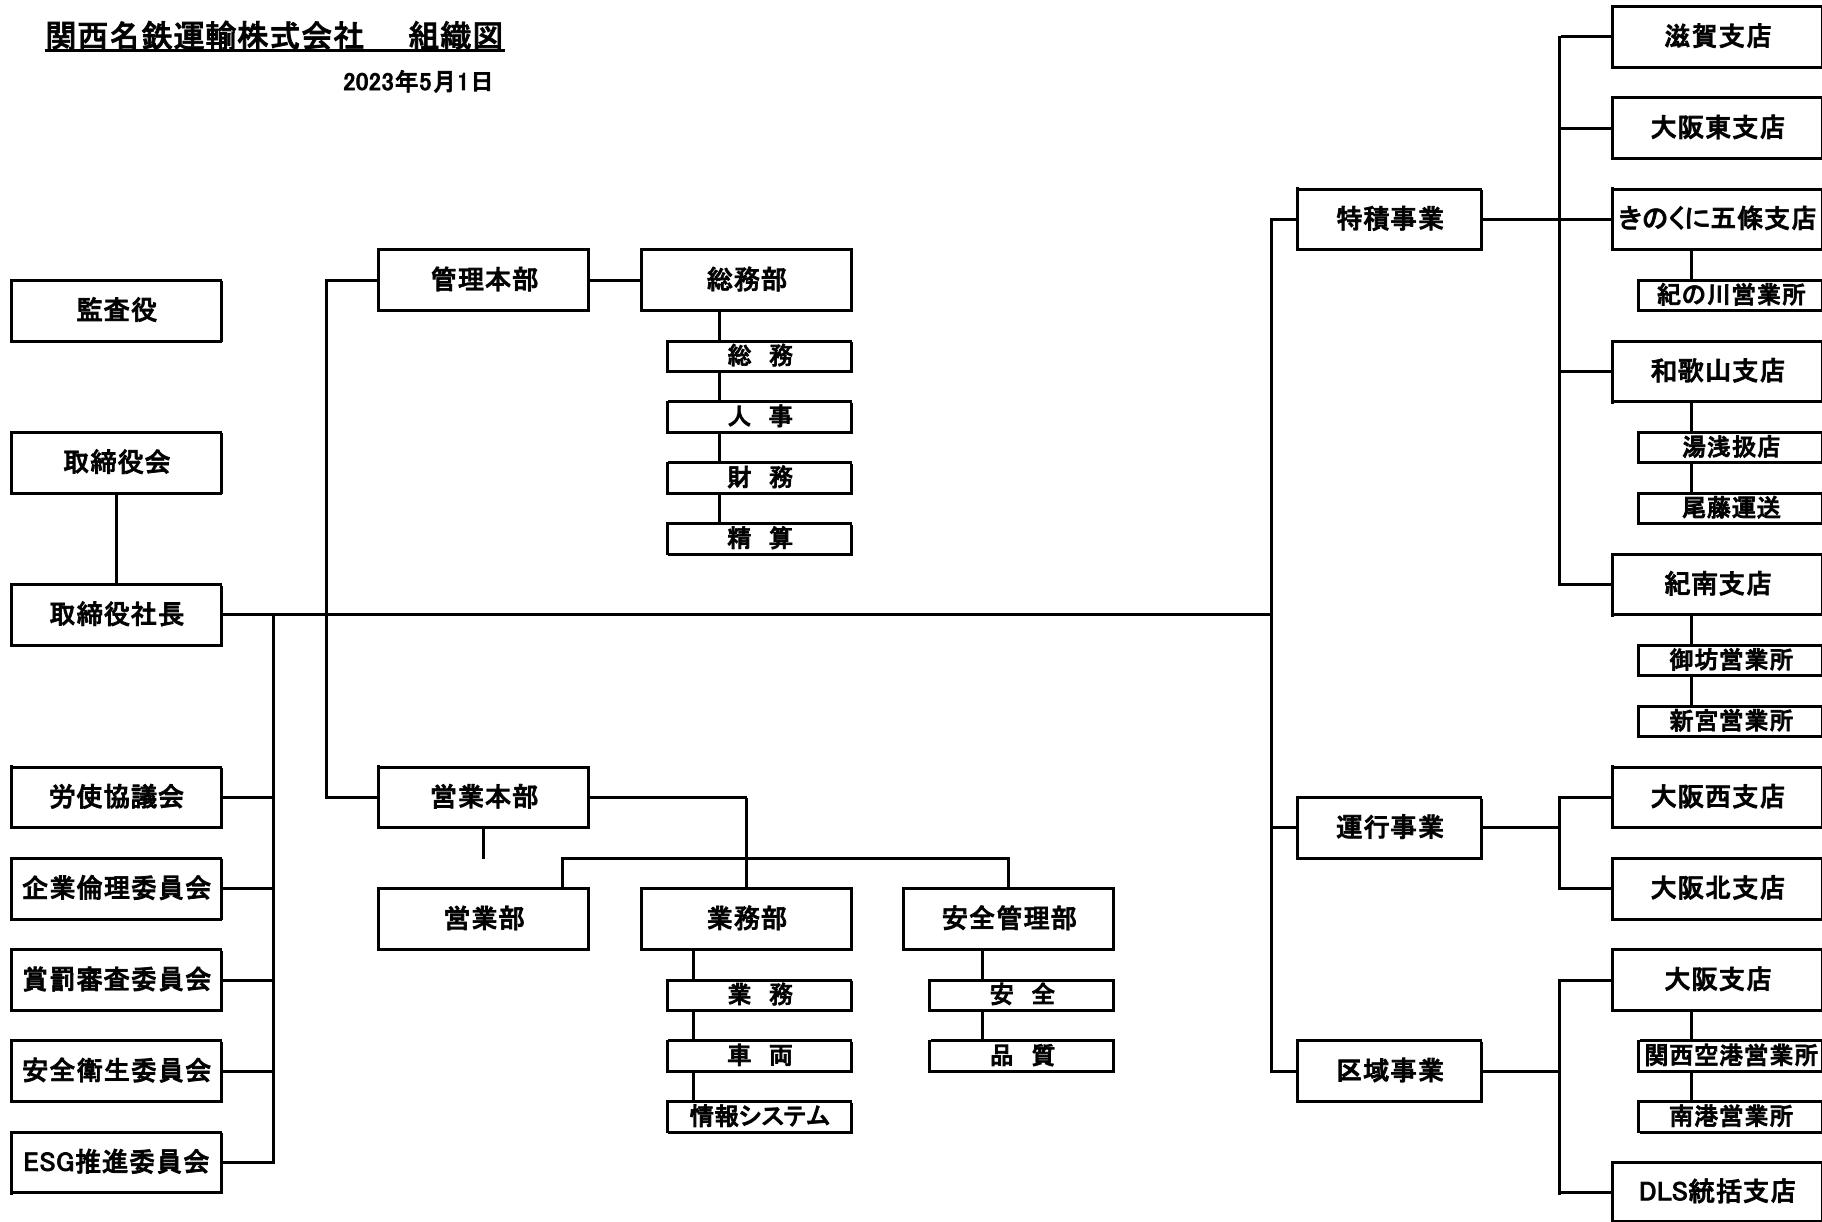 関西名鉄運輸株式会社　組織図
2023年5月1日
監査役
取締役会
取締役社長
労使協議会
企業倫理委員会
賞罰審査委員会
安全衛生委員会
ESG推進委員会
管理本部
総務部
総　務
人　事
財　務
精　算
営業本部
営業部
業務部
業　務
車　両
情報システム
安全管理部
安　全
品　質
特積事業
滋賀支店
大阪東支店
きのくに五條支店
紀の川営業所
和歌山支店
湯浅扱店
尾藤運送
紀南支店
御坊営業所
新宮営業所
運行事業
大阪西支店
大阪北支店
区域事業
大阪支店
関西空港営業所
南港営業所
DLS統括支店